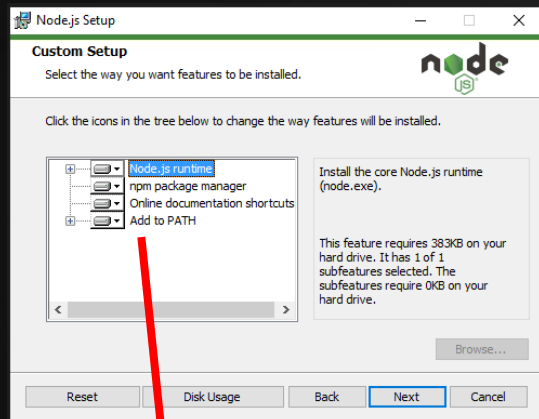 Node.js Setup
Custom Setup
Select the way you want features to be installed.
node
JS
Click the icons in the tree below to change the way features will be installed.
Node.js runtime
npm package manager
Online documentation shortcuts
Add to PATH
Install the core Node.js runtime
(node.exe).
This feature requires 383KB on your
hard drive. It has 1 of 1
subfeatures selected. The
subfeatures require 0KB on your
hard drive.
Browse...
Reset
Disk Usage
Back
Next
Cancel